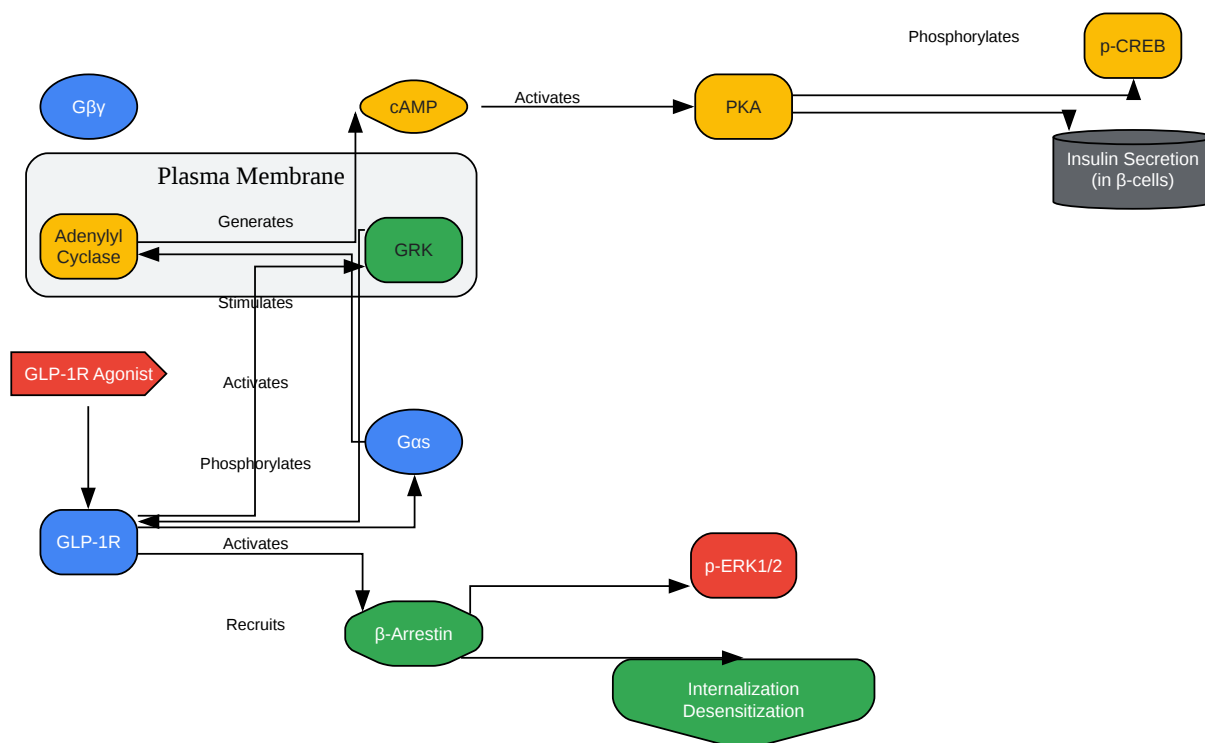 Phosphorylates
p-CREB
Gβγ
cAMP
Activates
PKA
Insulin Secretion
(in β-cells)
Plasma Membrane
Generates
Adenylyl
Cyclase
GRK
Stimulates
GLP-1R Agonist
Activates
Gαs
Phosphorylates
GLP-1R
Activates
p-ERK1/2
Recruits
β-Arrestin
Internalization
Desensitization